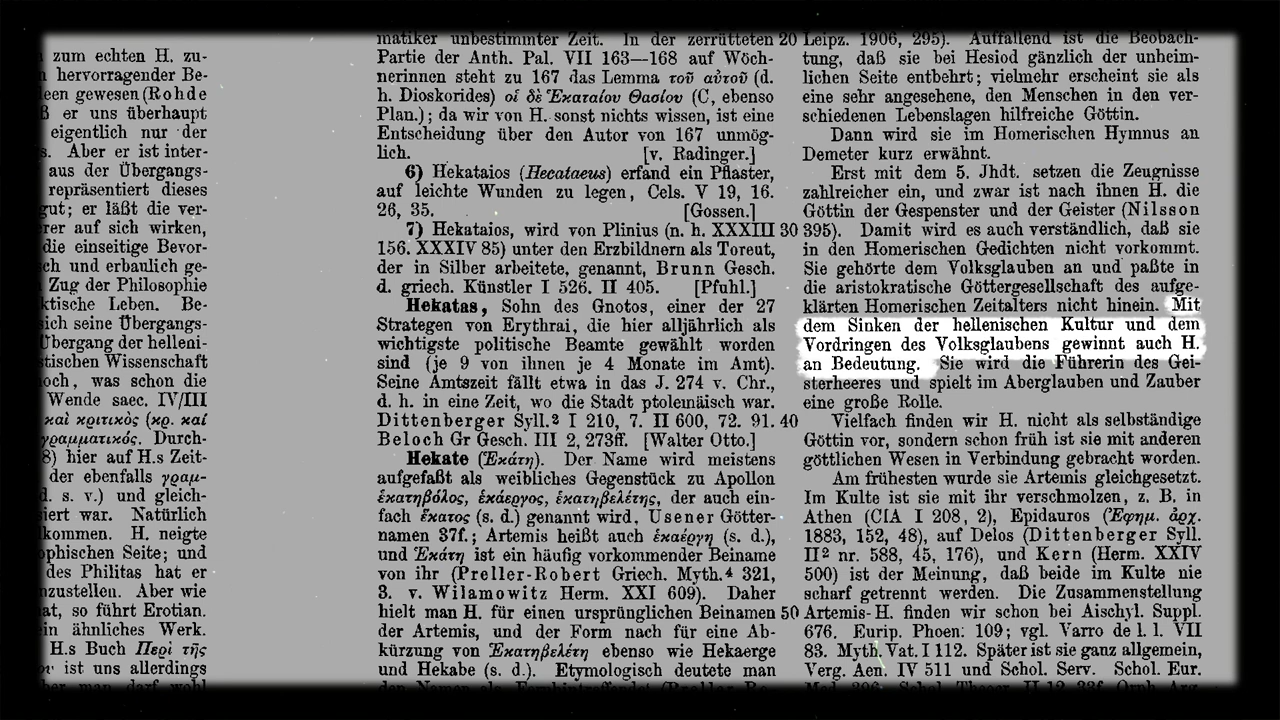 zum echten H. zu-
hervorragender Be-
gewesen (Rohde
er uns überhaupt
eigentlich nur der
Aber er ist inter-
aus der Übergangs-
repräsentiert dieses
gut; er läßt die ver-
auf sich wirken,
die einseitige Bevor-
und erbaulich ge-
Zug der Philosophie
Leben. Be-
sich seine Übergangs-
Übergang der helleni-
Wissenschaft
noch, was schon die
Wende saec. IV/III
καὶ κριτικὸς (κρ. καί
γραμματικός. Durch-
8) hier auf H.s Zeit-
der ebenfalls γραμ-
d. s. v.) und gleich-
war. Natürlich
H. neigte
Seite; und
des Philitas hat er
Aber wie
hat, so führt Erotian.
ein ähnliches Werk.
H.s Buch Περὶ τῆς
ist uns allerdings
matiker unbestimmter Zeit. In der zerrütteten 20
Partie der Anth. Pal. VII 163—168 auf Wöch-
nerinnen steht zu 167 das Lemma τοῦ αὐτοῦ (d.
h. Dioskorides) οἱ δὲ Ἑκαταίου Θασίου (C, ebenso
Plan.); da wir von H. sonst nichts wissen, ist eine
Entscheidung über den Autor von 167 unmög-
lich. [v. Radinger.]
6) Hekataios (Hecataeus) erfand ein Pflaster,
auf leichte Wunden zu legen, Cels. V 19, 16.
26, 35. [Gossen.]
7) Hekataios, wird von Plinius (n. h. XXXIII 30
156. XXXIV 85) unter den Erzbildnern als Toreut,
der in Silber arbeitete, genannt, Brunn Gesch.
d. griech. Künstler I 526. II 405. [Pfuhl.]
Hekatas, Sohn des Gnotos, einer der 27
Strategen von Erythrai, die hier alljährlich als
wichtigste politische Beamte gewählt worden
sind (je 9 von ihnen je 4 Monate im Amt).
Seine Amtszeit fällt etwa in das J. 274 v. Chr.,
d. h. in eine Zeit, wo die Stadt ptolemäisch war.
Dittenberger Syll.² I 210, 7. II 600, 72. 91. 40
Beloch Gr Gesch. III 2, 273ff. [Walter Otto.]
Hekate (Ἑκάτη). Der Name wird meistens
aufgefaßt als weibliches Gegenstück zu Apollon
ἑκατηβόλος, ἑκάεργος, ἑκατηβελέτης, der auch ein-
fach ἕκατος (s. d.) genannt wird, Usener Götter-
namen 37f.; Artemis heißt auch ἑκαέργη (s. d.),
und Ἑκάτη ist ein häufig vorkommender Beiname
von ihr (Preller-Robert Griech. Myth.⁴ 321,
3. v. Wilamowitz Herm. XXI 609). Daher
hielt man H. für einen ursprünglichen Beinamen 50
der Artemis, und der Form nach für eine Ab-
kürzung von Ἑκατηβελέτη ebenso wie Hekaerge
und Hekabe (s. d.). Etymologisch deutete man
Leipz. 1906, 295). Auffallend ist die Beobach-
tung, daß sie bei Hesiod gänzlich der unheim-
lichen Seite entbehrt; vielmehr erscheint sie als
eine sehr angesehene, den Menschen in den ver-
schiedenen Lebenslagen hilfreiche Göttin.
Dann wird sie im Homerischen Hymnus an
Demeter kurz erwähnt.
Erst mit dem 5. Jhdt. setzen die Zeugnisse
zahlreicher ein, und zwar ist nach ihnen H. die
Göttin der Gespenster und der Geister (Nilsson
395). Damit wird es auch verständlich, daß sie
in den Homerischen Gedichten nicht vorkommt.
Sie gehörte dem Volksglauben an und paßte in
die aristokratische Göttergesellschaft des aufge-
klärten Homerischen Zeitalters nicht hinein. Mit
dem Sinken der hellenischen Kultur und dem
Vordringen des Volksglaubens gewinnt auch H.
an Bedeutung. Sie wird die Führerin des Gei-
sterheeres und spielt im Aberglauben und Zauber
eine große Rolle.
Vielfach finden wir H. nicht als selbständige
Göttin vor, sondern schon früh ist sie mit anderen
göttlichen Wesen in Verbindung gebracht worden.
Am frühesten wurde sie Artemis gleichgesetzt.
Im Kulte ist sie mit ihr verschmolzen, z. B. in
Athen (CIA I 208, 2), Epidauros (Ἐφημ. ἀρχ.
1883, 152, 48), auf Delos (Dittenberger Syll.
II² nr. 588, 45, 176), und Kern (Herm. XXIV
500) ist der Meinung, daß beide im Kulte nie
scharf getrennt werden. Die Zusammenstellung
Artemis-H. finden wir schon bei Aischyl. Suppl.
676. Eurip. Phoen. 109; vgl. Varro de l. l. VII
83. Myth. Vat. I 112. Später ist sie ganz allgemein,
Verg. Aen. IV 511 und Schol. Serv. Schol. Eur.